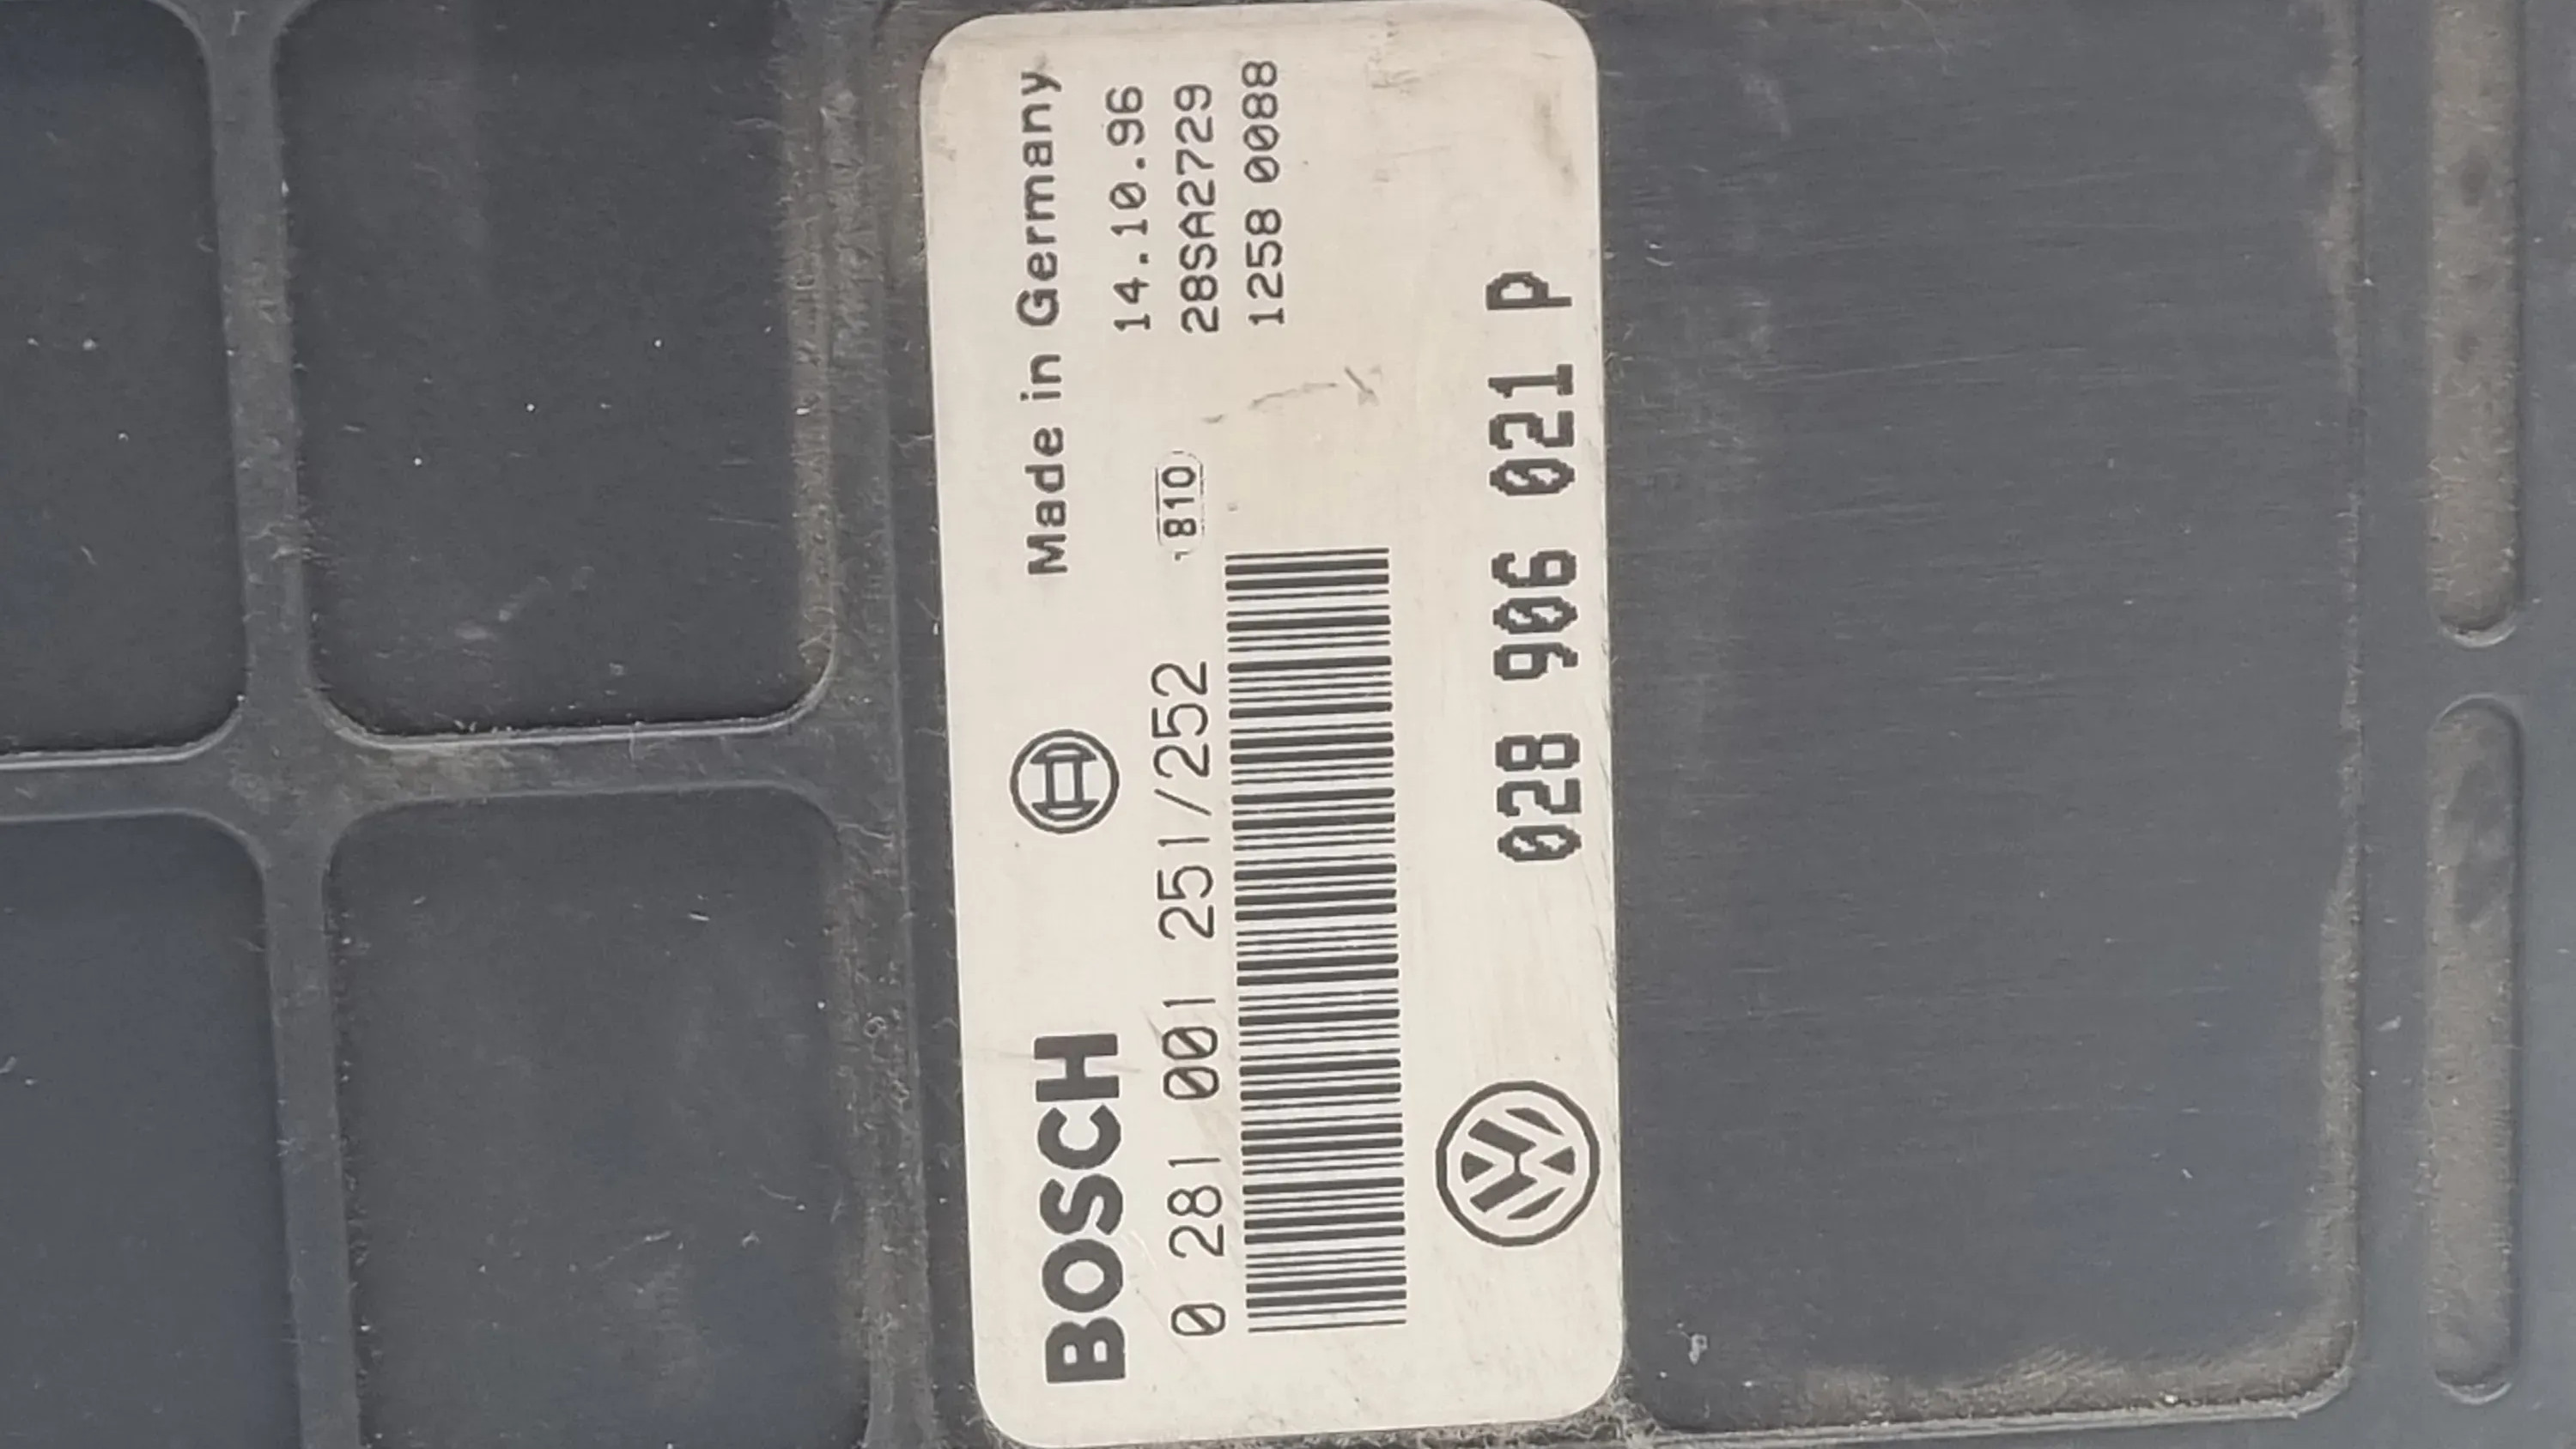 BOSCH Made in Germany
14.10.96
0 281 001 251/252 810 28SA2729
1258 0088
028 906 021 P